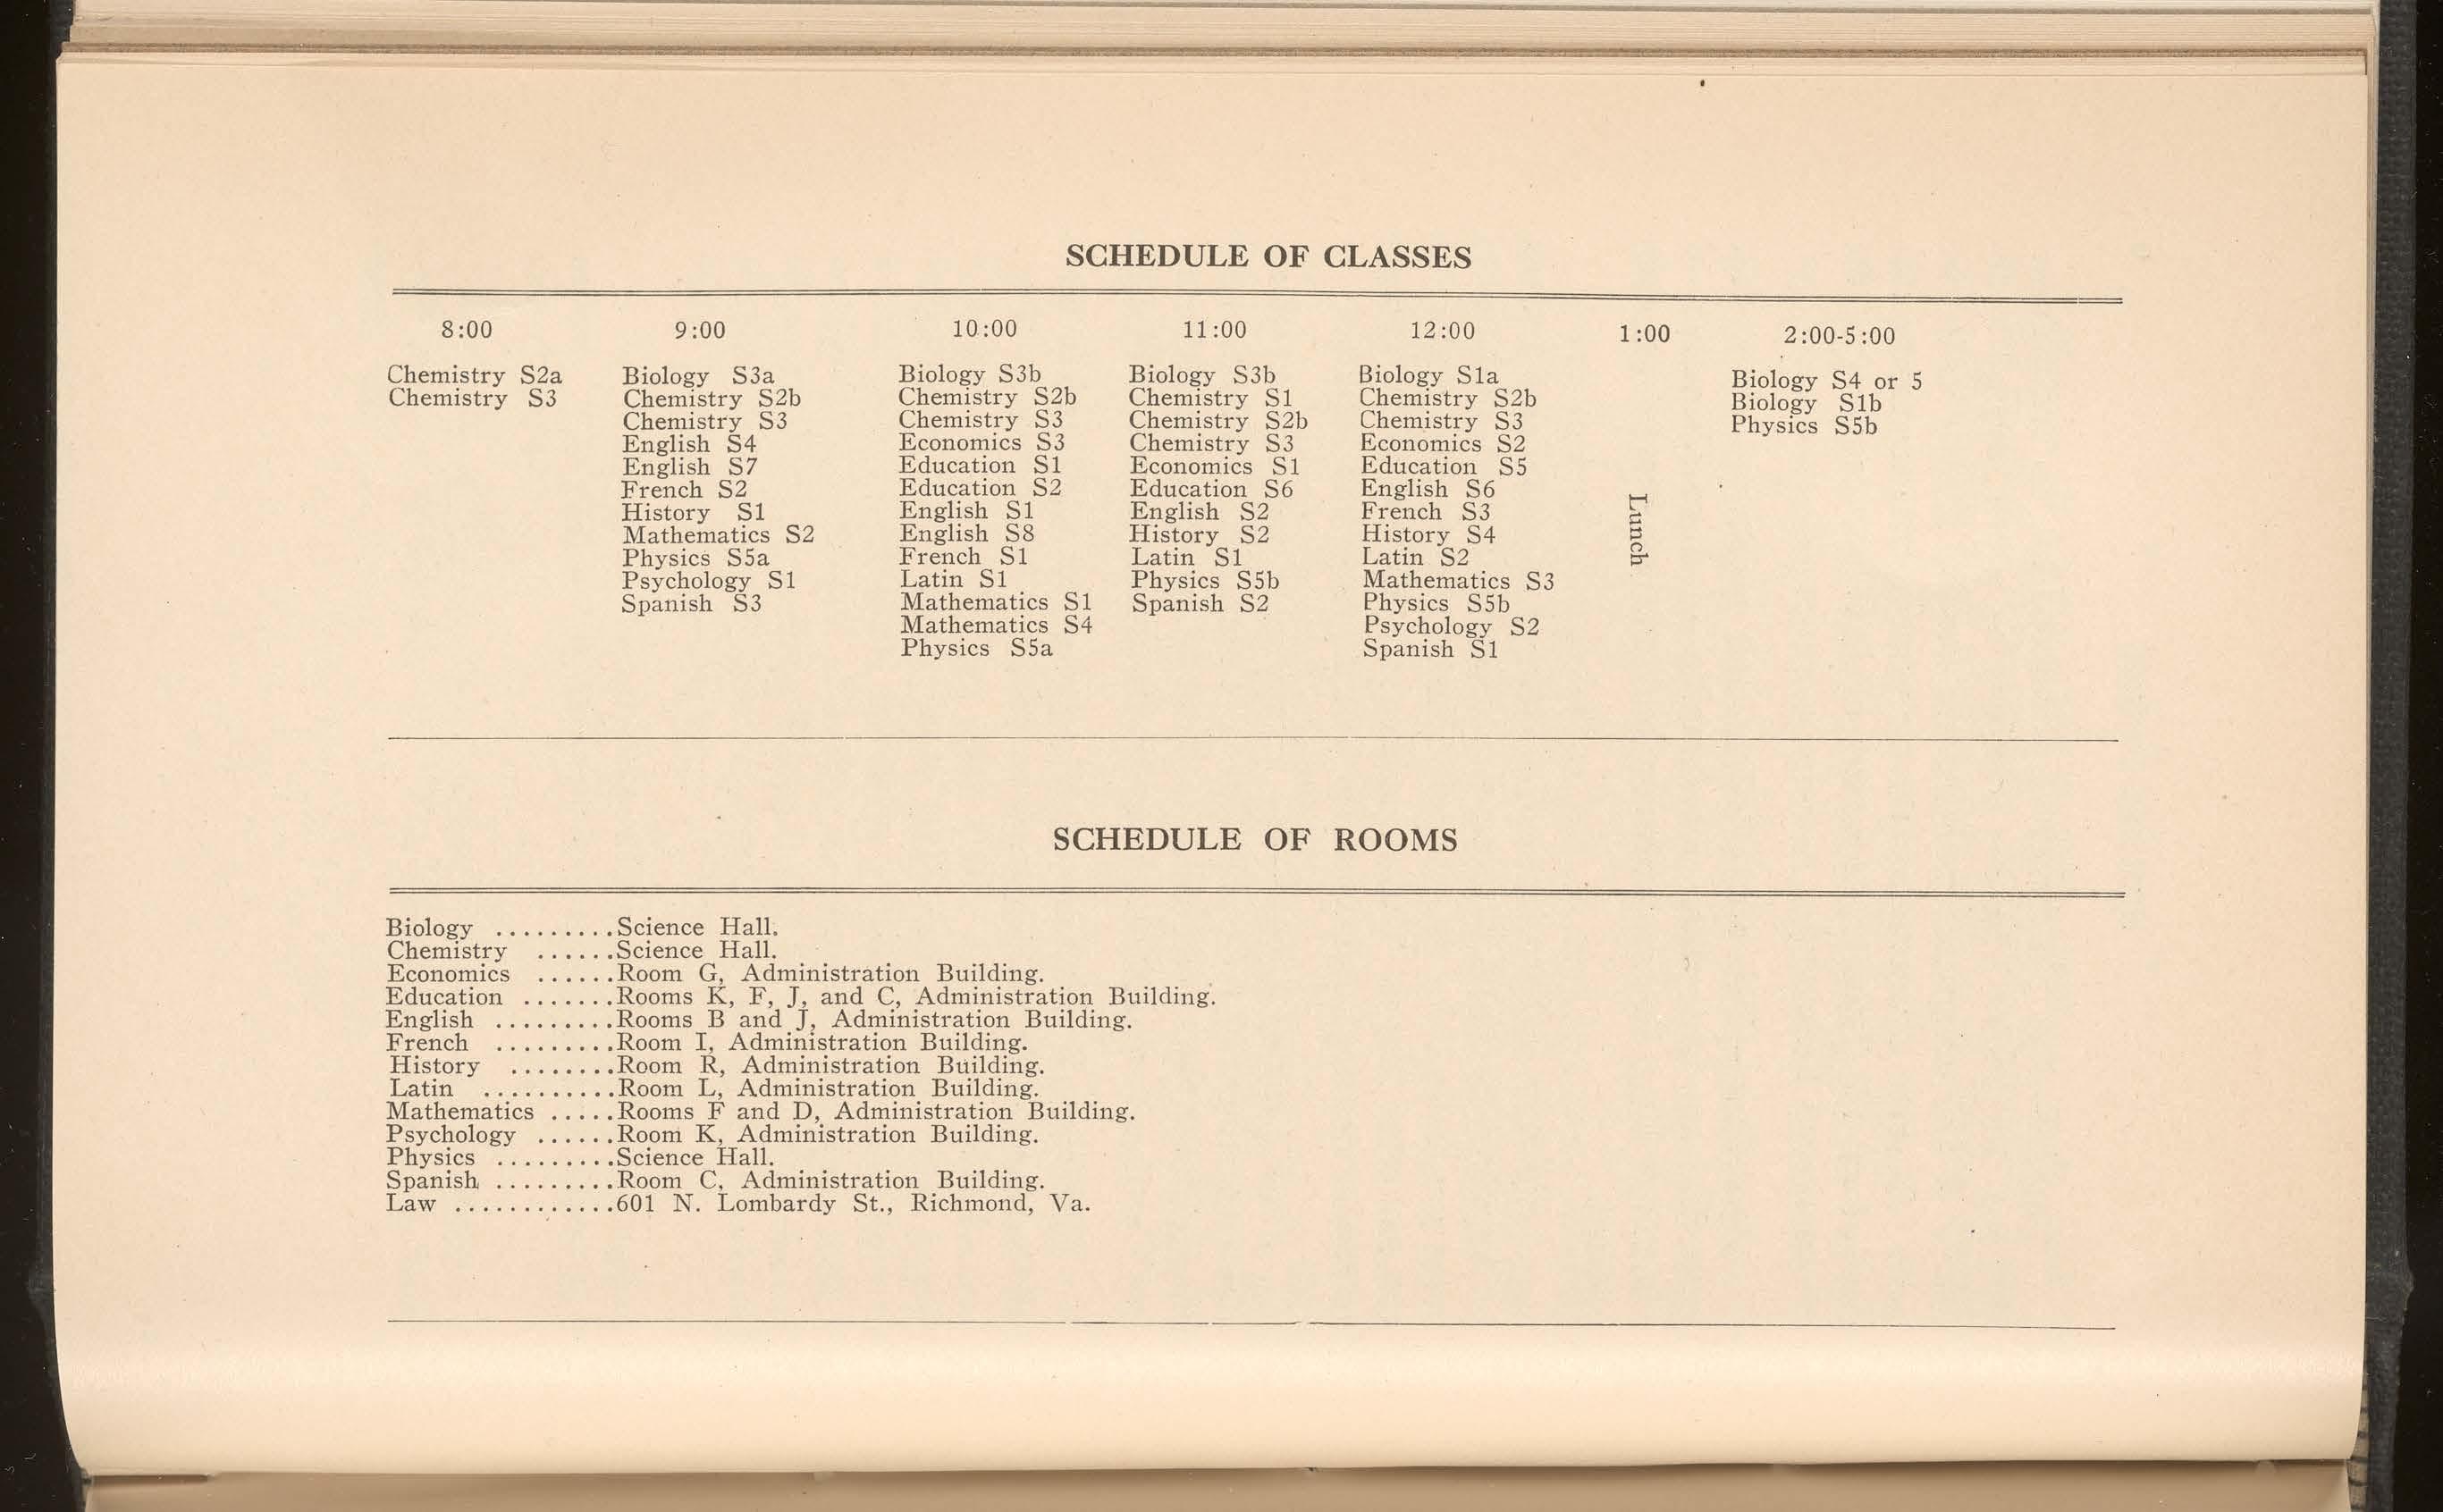 SCHEDULE OF CLASSES
8:00 9:00 10:00 11:00 12:00 1:00 2:00-5:00
Chemistry S2a
Chemistry S3
Biology S3a
Chemistry S2b
Chemistry S3
English S4
English S7
French S2
History S1
Mathematics S2
Physics S5a
Psychology S1
Spanish S3
Biology S3b
Chemistry S2b
Chemistry S3
Economics S3
Education S1
Education S2
English S1
English S8
French S1
Latin S1
Mathematics S1
Mathematics S4
Physics S5a
Biology S3b
Chemistry S1
Chemistry S2b
Chemistry S3
Economics S1
Education S6
English S2
History S2
Latin S1
Physics S5b
Spanish S2
Biology S1a
Chemistry S2b
Chemistry S3
Economics S2
Education S5
English S6
French S3
History S4
Latin S2
Mathematics S3
Physics S5b
Psychology S2
Spanish S1
Lunch
Biology S4 or 5
Biology S1b
Physics S5b
SCHEDULE OF ROOMS
Biology .........Science Hall.
Chemistry ......Science Hall.
Economics ......Room G, Administration Building.
Education .......Rooms K, F, J, and C, Administration Building.
English .........Rooms B and J, Administration Building.
French .........Room I, Administration Building.
History ........Room R, Administration Building.
Latin ..........Room L, Administration Building.
Mathematics .....Rooms F and D, Administration Building.
Psychology ......Room K, Administration Building.
Physics .........Science Hall.
Spanish .........Room C, Administration Building.
Law ............601 N. Lombardy St., Richmond, Va.